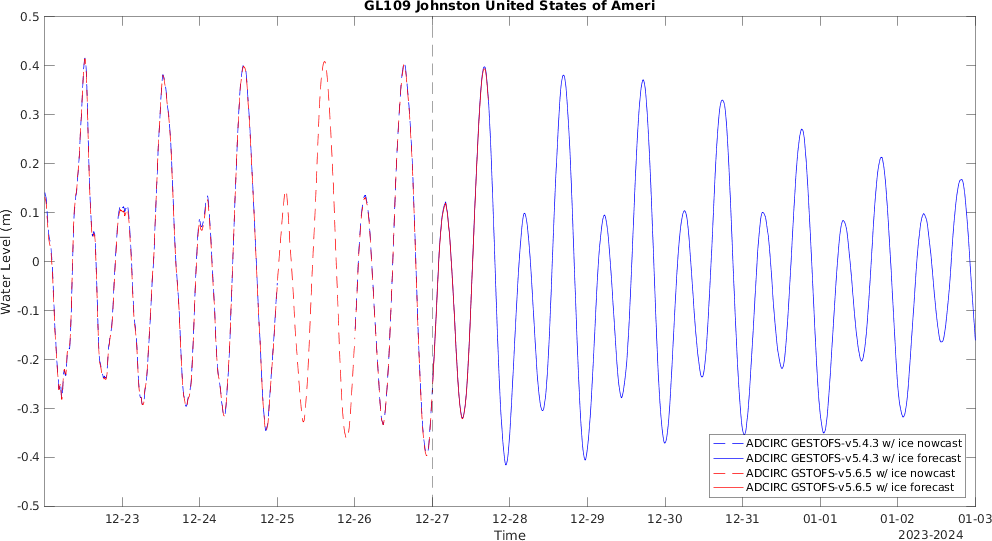 GL109 Johnston United States of Ameri
0.5
0.4
0.3
0.2
0.1
0
-0.1
-0.2
-0.3
-0.4
-0.5
Water Level (m)
ADCIRC GESTOFS-v5.4.3 w/ ice nowcast
ADCIRC GESTOFS-v5.4.3 w/ ice forecast
ADCIRC GSTOFS-v5.6.5 w/ ice nowcast
ADCIRC GSTOFS-v5.6.5 w/ ice forecast
12-23 12-24 12-25 12-26 12-27 12-28 12-29 12-30 12-31 01-01 01-02 01-03
Time
2023-2024